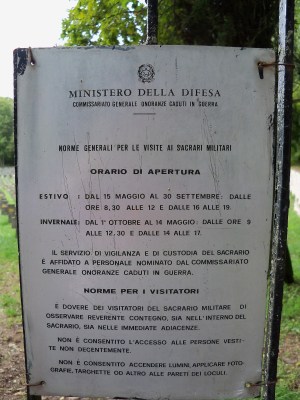 MINISTERO DELLA DIFESA
COMMISSARIATO GENERALE ONORANZE CADUTI IN GUERRA
NORME GENERALI PER LE VISITE AI SACRARI MILITARI
ORARIO DI APERTURA
ESTIVO : DAL 15 MAGGIO AL 30 SETTEMBRE: DALLE
ORE 8,30 ALLE 12 E DALLE 16 ALLE 19.
INVERNALE: DAL 1° OTTOBRE AL 14 MAGGIO: DALLE ORE 9
ALLE 12,30 E DALLE 14 ALLE 17.
IL SERVIZIO DI VIGILANZA E DI CUSTODIA DEL SACRARIO
È AFFIDATO A PERSONALE NOMINATO DAL COMMISSARIATO
GENERALE ONORANZE CADUTI IN GUERRA.
NORME PER I VISITATORI
È DOVERE DEI VISITATORI DEL SACRARIO MILITARE DI
OSSERVARE REVERENTE CONTEGNO, SIA NELL'INTERNO DEL
SACRARIO, SIA NELLE IMMEDIATE ADIACENZE.
NON È CONSENTITO L'ACCESSO ALLE PERSONE VESTI-
TE NON DECENTEMENTE.
NON È CONSENTITO ACCENDERE LUMINI, APPLICARE FOTO-
GRAFIE, TARGHETTE OD ALTRO ALLE PARETI DEI LOCULI.